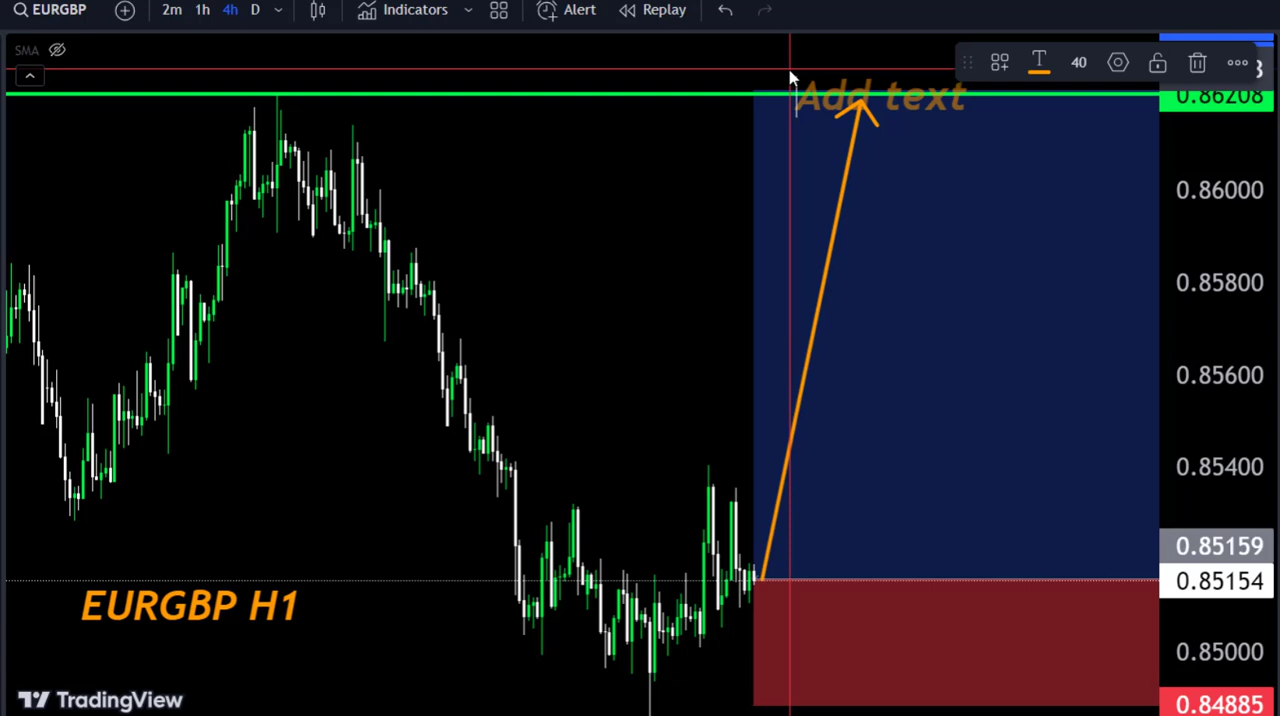 EURGBP 2m 1h 4h D Indicators Alert Replay
SMA
T 40
Add text
0.86208
0.86000
0.85800
0.85600
0.85400
0.85159
0.85154
EURGBP H1
0.85000
TradingView
0.84885